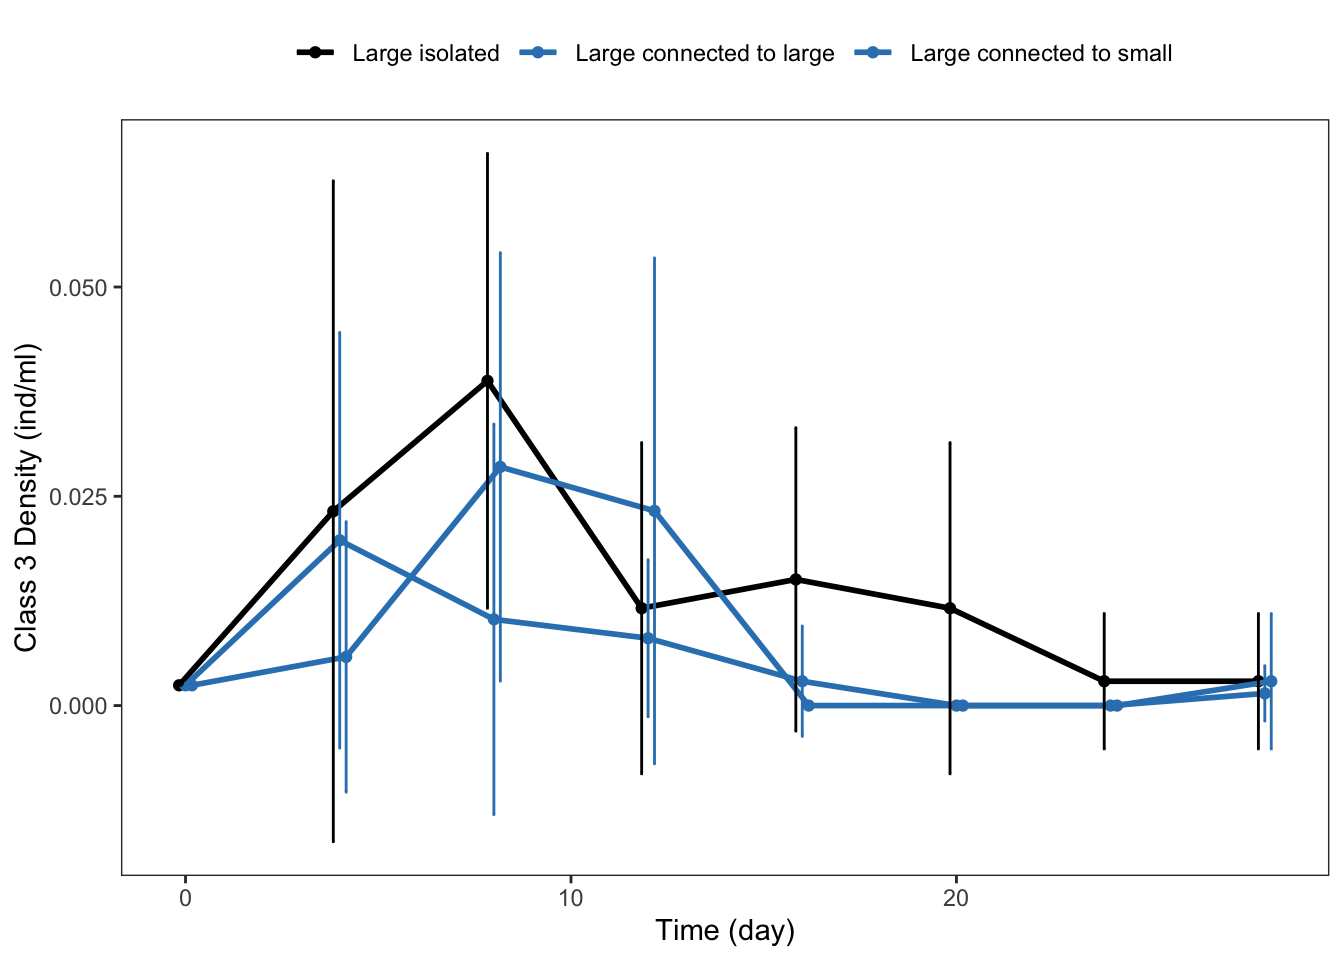 Large isolated Large connected to large Large connected to small
Class 3 Density (ind/ml)
0.050
0.025
0.000
0 10 20
Time (day)